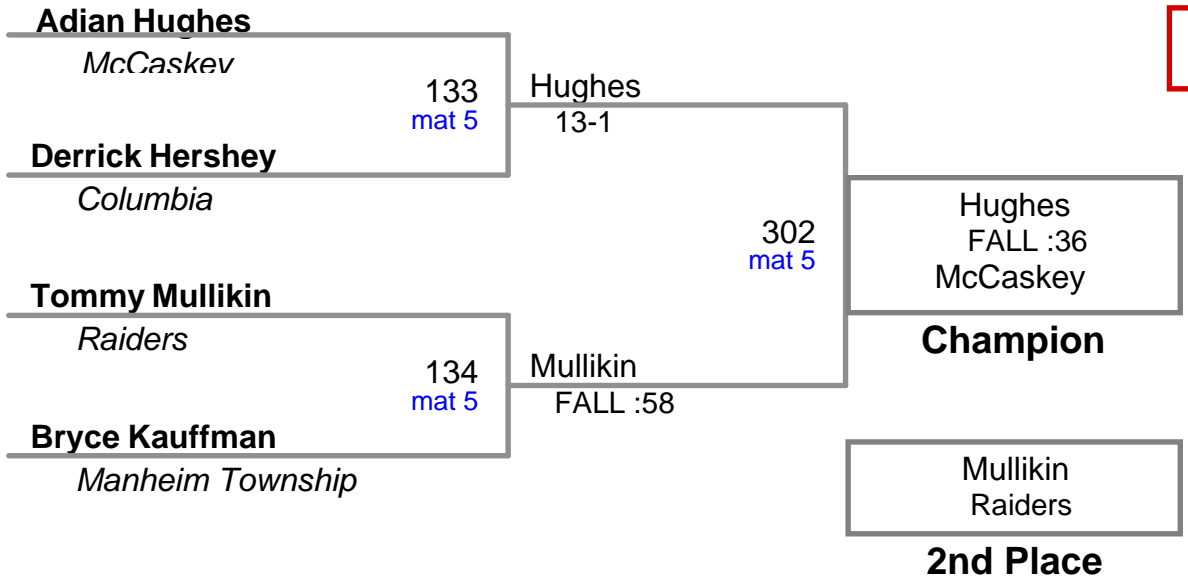 Adian Hughes
McCaskey
133
mat 5
Hughes
13-1
Derrick Hershey
Columbia
302
mat 5
Hughes
FALL :36
McCaskey
Champion
Tommy Mullikin
Raiders
134
mat 5
Mullikin
FALL :58
Bryce Kauffman
Manheim Township
Mullikin
Raiders
2nd Place